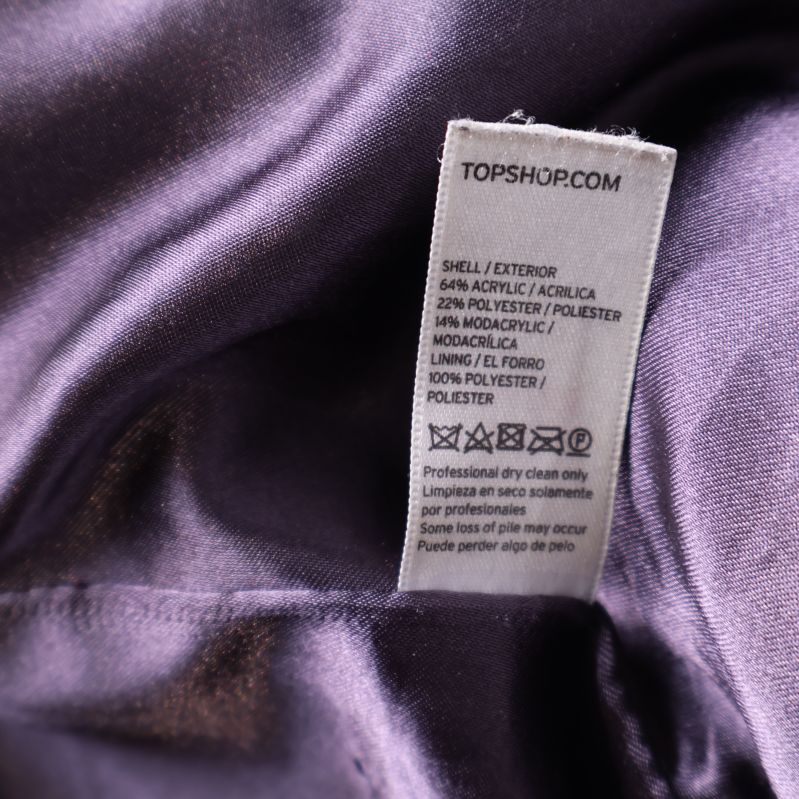 TOPSHOP.COM
SHELL / EXTERIOR
64% ACRYLIC / ACRILICA
22% POLYESTER / POLIESTER
14% MODACRYLIC /
MODACRÍLICA
LINING / EL FORRO
100% POLYESTER /
POLIESTER
P
Professional dry clean only
Limpieza en seco solamente
por profesionales
Some loss of pile may occur
Puede perder algo de pelo